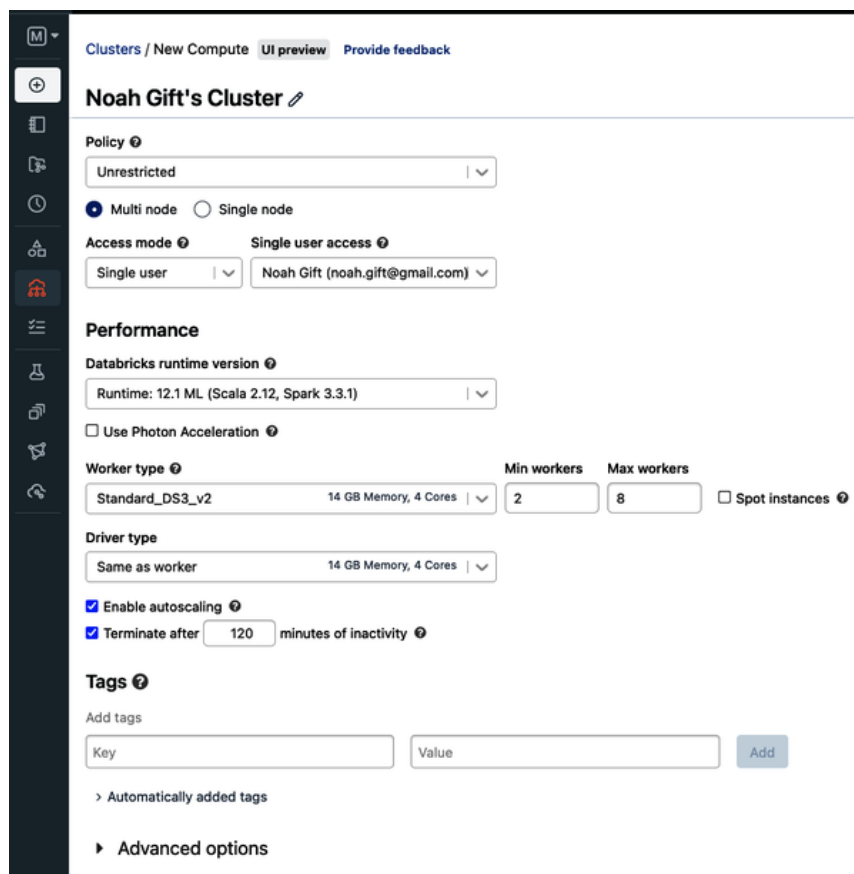 M
Clusters / New Compute UI preview Provide feedback
Noah Gift's Cluster
Policy
Unrestricted
Multi node Single node
Access mode Single user access
Single user Noah Gift (noah.gift@gmail.com)
Performance
Databricks runtime version
Runtime: 12.1 ML (Scala 2.12, Spark 3.3.1)
Use Photon Acceleration
Worker type Min workers Max workers
Standard_DS3_v2 14 GB Memory, 4 Cores 2 8 Spot instances
Driver type
Same as worker 14 GB Memory, 4 Cores
Enable autoscaling
Terminate after 120 minutes of inactivity
Tags
Add tags
Key Value Add
Automatically added tags
Advanced options